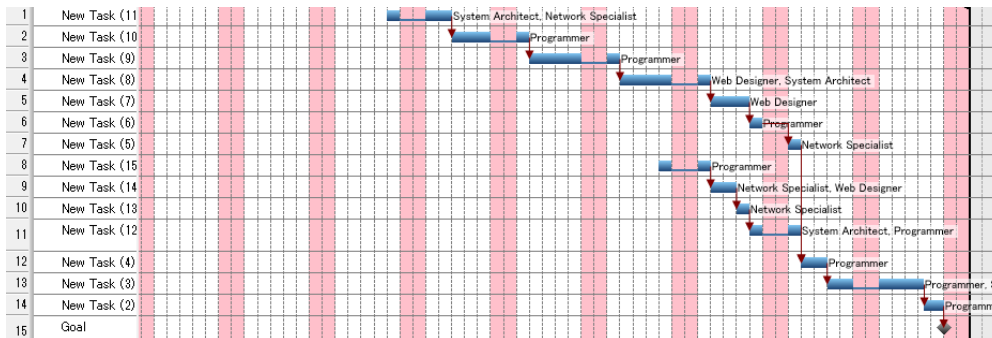 1 New Task (11 System Architect, Network Specialist
2 New Task (10 Programmer
3 New Task (9) Programmer
4 New Task (8) Web Designer, System Architect
5 New Task (7) Web Designer
6 New Task (6) Programmer
7 New Task (5) Network Specialist
8 New Task (15 Programmer
9 New Task (14 Network Specialist, Web Designer
10 New Task (13 Network Specialist
11 New Task (12 System Architect, Programmer
12 New Task (4) Programmer
13 New Task (3) Programmer, S
14 New Task (2) Programm
15 Goal